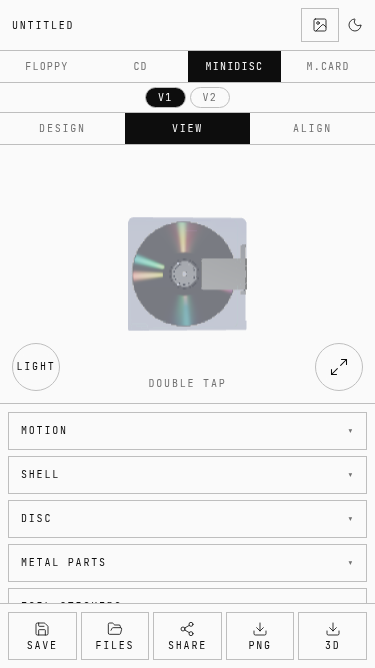 UNTITLED
FLOPPY CD MINIDISC M.CARD
V1 V2
DESIGN VIEW ALIGN
LIGHT
DOUBLE TAP
MOTION
SHELL
DISC
METAL PARTS
SAVE FILES SHARE PNG 3D